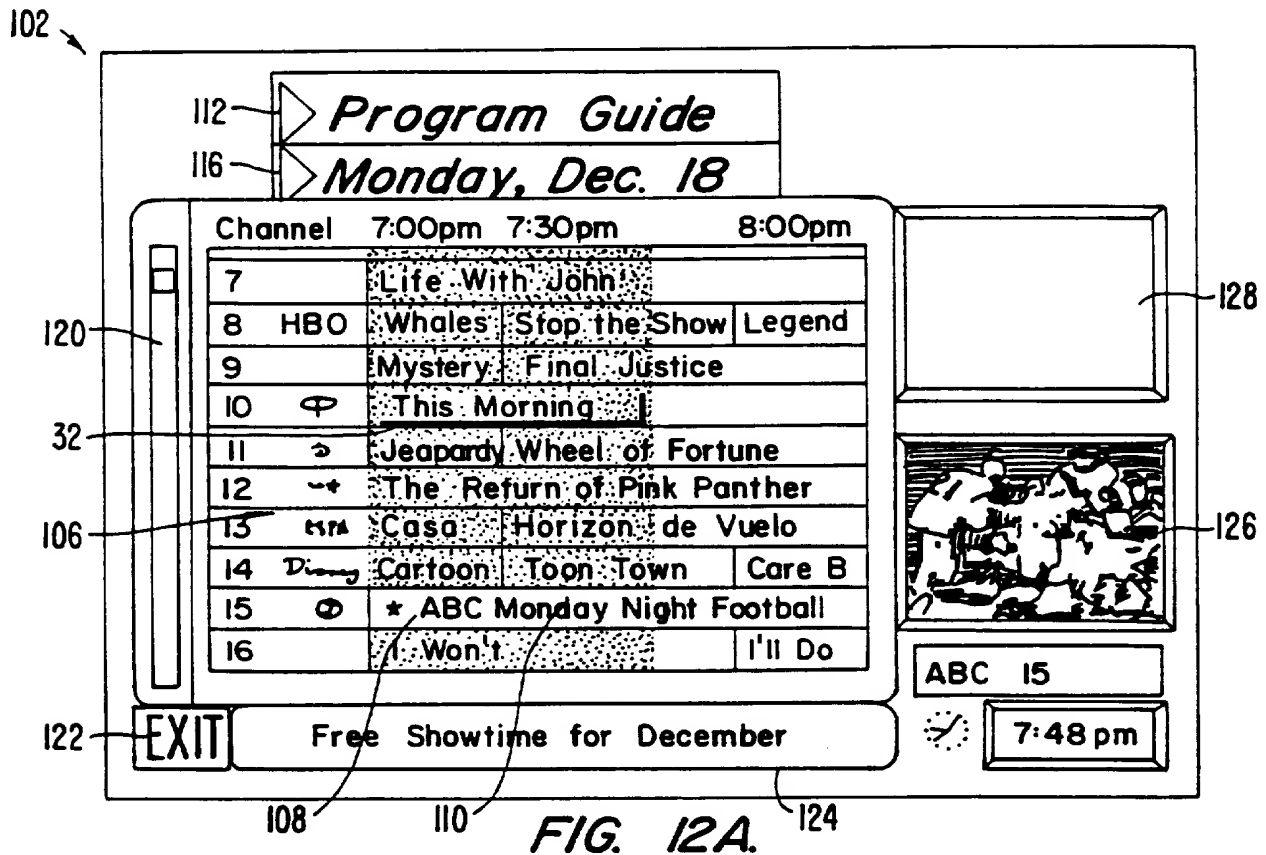 102
112 Program Guide
116 Monday, Dec. 18
Channel 7:00pm 7:30pm 8:00pm
7 Life With John
8 HBO Whales Stop the Show Legend
128
120
9 Mystery Final Justice
10 This Morning
32
11 Jeapardy Wheel of Fortune
12 The Return of Pink Panther
13 Casa Horizon de Vuelo
106
126
14 Disney Cartoon Toon Town Care B
15 * ABC Monday Night Football
16 I Won't I'll Do
ABC 15
122 EXIT Free Showtime for December
7:48 pm
108 110 124
FIG. 12A.